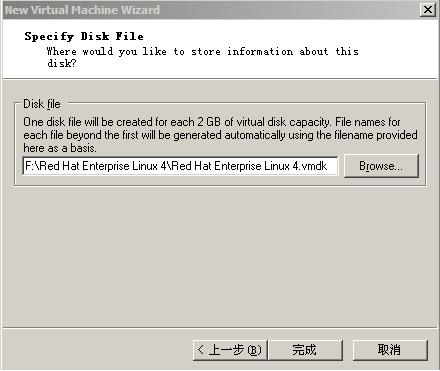 New Virtual Machine Wizard
Specify Disk File
Where would you like to store information about this
disk?
Disk file
One disk file will be created for each 2 GB of virtual disk capacity. File names for
each file beyond the first will be generated automatically using the filename provided
here as a basis.
F:\Red Hat Enterprise Linux 4\Red Hat Enterprise Linux 4.vmdk
Browse...
< 上一步(B)
完成
取消